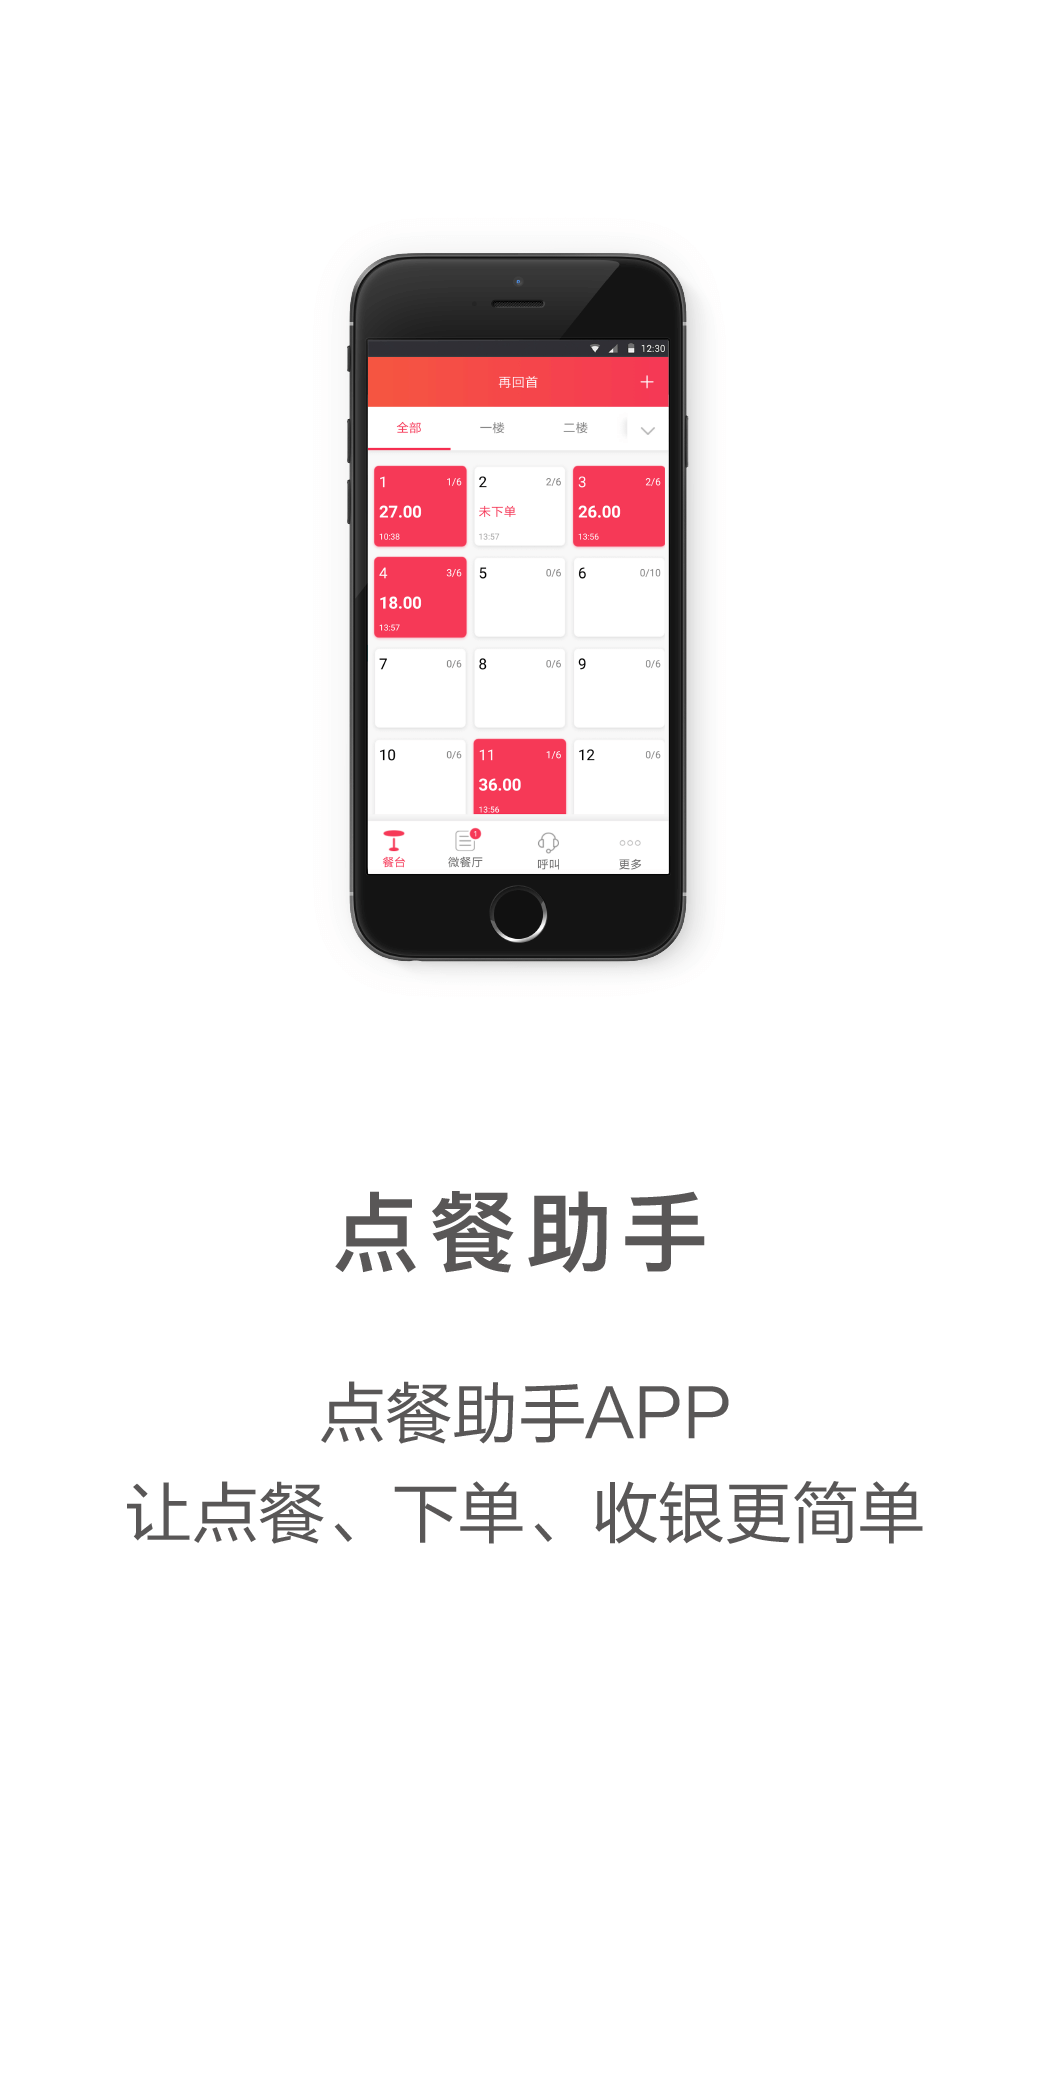 12:30
再回首 +
全部 一楼 二楼
1 1/6 2 2/6 3 2/6
27.00 未下单 26.00
10:38 13:57 13:56
4 3/6 5 0/6 6 0/10
18.00
13:57
7 0/6 8 0/6 9 0/6
10 0/6 11 1/6 12 0/6
36.00
13:56
1
餐台 微餐厅 呼叫 更多
点餐助手
点餐助手APP
让点餐、下单、收银更简单